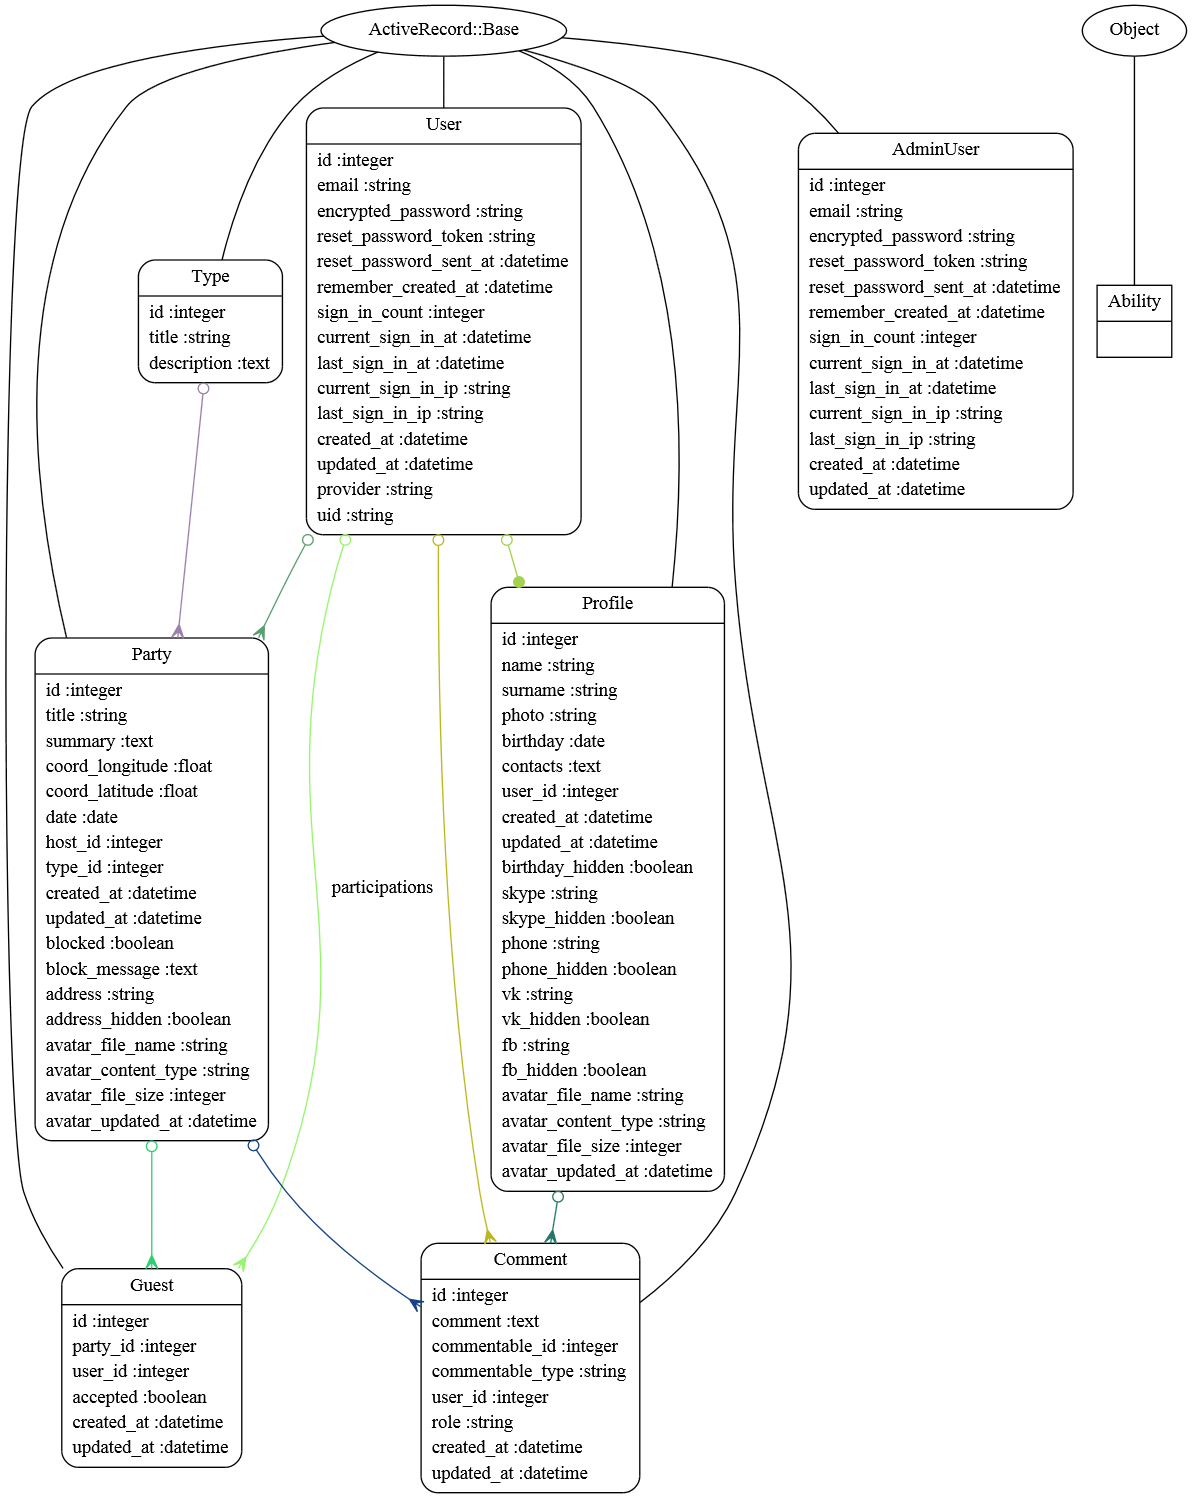 ActiveRecord::Base
Object
User
id :integer
email :string
encrypted_password :string
reset_password_token :string
reset_password_sent_at :datetime
remember_created_at :datetime
sign_in_count :integer
current_sign_in_at :datetime
last_sign_in_at :datetime
current_sign_in_ip :string
last_sign_in_ip :string
created_at :datetime
updated_at :datetime
provider :string
uid :string
AdminUser
id :integer
email :string
encrypted_password :string
reset_password_token :string
reset_password_sent_at :datetime
remember_created_at :datetime
sign_in_count :integer
current_sign_in_at :datetime
last_sign_in_at :datetime
current_sign_in_ip :string
last_sign_in_ip :string
created_at :datetime
updated_at :datetime
Ability
Type
id :integer
title :string
description :text
Party
id :integer
title :string
summary :text
coord_longitude :float
coord_latitude :float
date :date
host_id :integer
type_id :integer
created_at :datetime
updated_at :datetime
blocked :boolean
block_message :text
address :string
address_hidden :boolean
avatar_file_name :string
avatar_content_type :string
avatar_file_size :integer
avatar_updated_at :datetime
participations
Profile
id :integer
name :string
surname :string
photo :string
birthday :date
contacts :text
user_id :integer
created_at :datetime
updated_at :datetime
birthday_hidden :boolean
skype :string
skype_hidden :boolean
phone :string
phone_hidden :boolean
vk :string
vk_hidden :boolean
fb :string
fb_hidden :boolean
avatar_file_name :string
avatar_content_type :string
avatar_file_size :integer
avatar_updated_at :datetime
Guest
id :integer
party_id :integer
user_id :integer
accepted :boolean
created_at :datetime
updated_at :datetime
Comment
id :integer
comment :text
commentable_id :integer
commentable_type :string
user_id :integer
role :string
created_at :datetime
updated_at :datetime